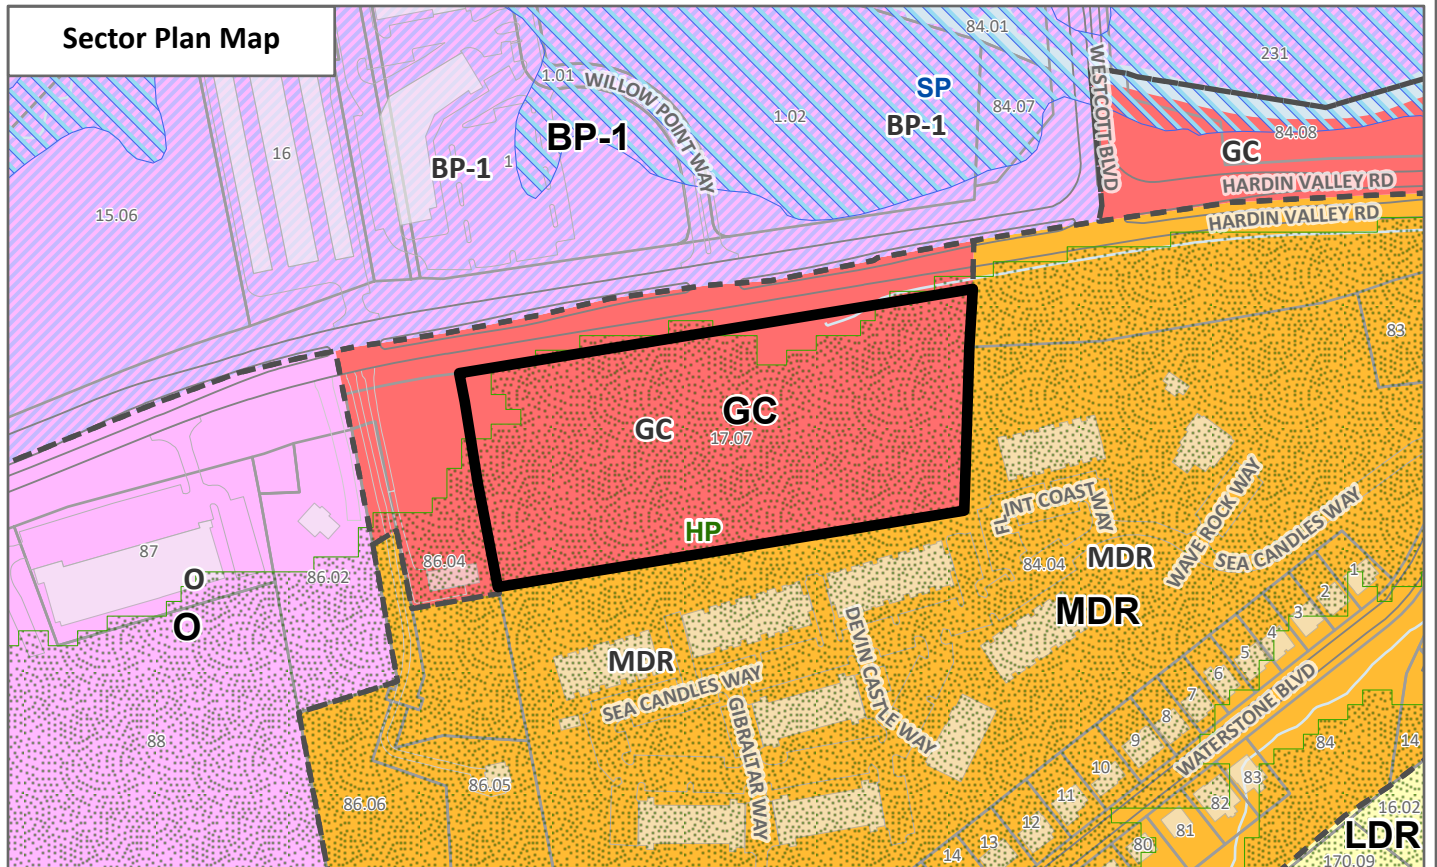 Sector Plan Map
84.01
231
1.01
WILLOW POINT WAY
SP
WESTCOTT BLVD
84.07
1.02
BP-1
BP-1
84.08
GC
16
BP-1
1
HARDIN VALLEY RD
HARDIN VALLEY RD
15.06
83
GC
GC
17.07
FLINT COAST WAY
WAVE ROCK WAY
SEA CANDLES WAY
HP
87
86.04
84.04
MDR
O
86.02
O
MDR
1
2
3
4
5
6
7
8
9
10
11
12
13
14
DEVIN CASTLE WAY
MDR
SEA CANDLES WAY
GIBRALTAR WAY
WATERSTONE BLVD
88
84
14
86.05
86.06
83
82
81
80
16.02
LDR
170.09